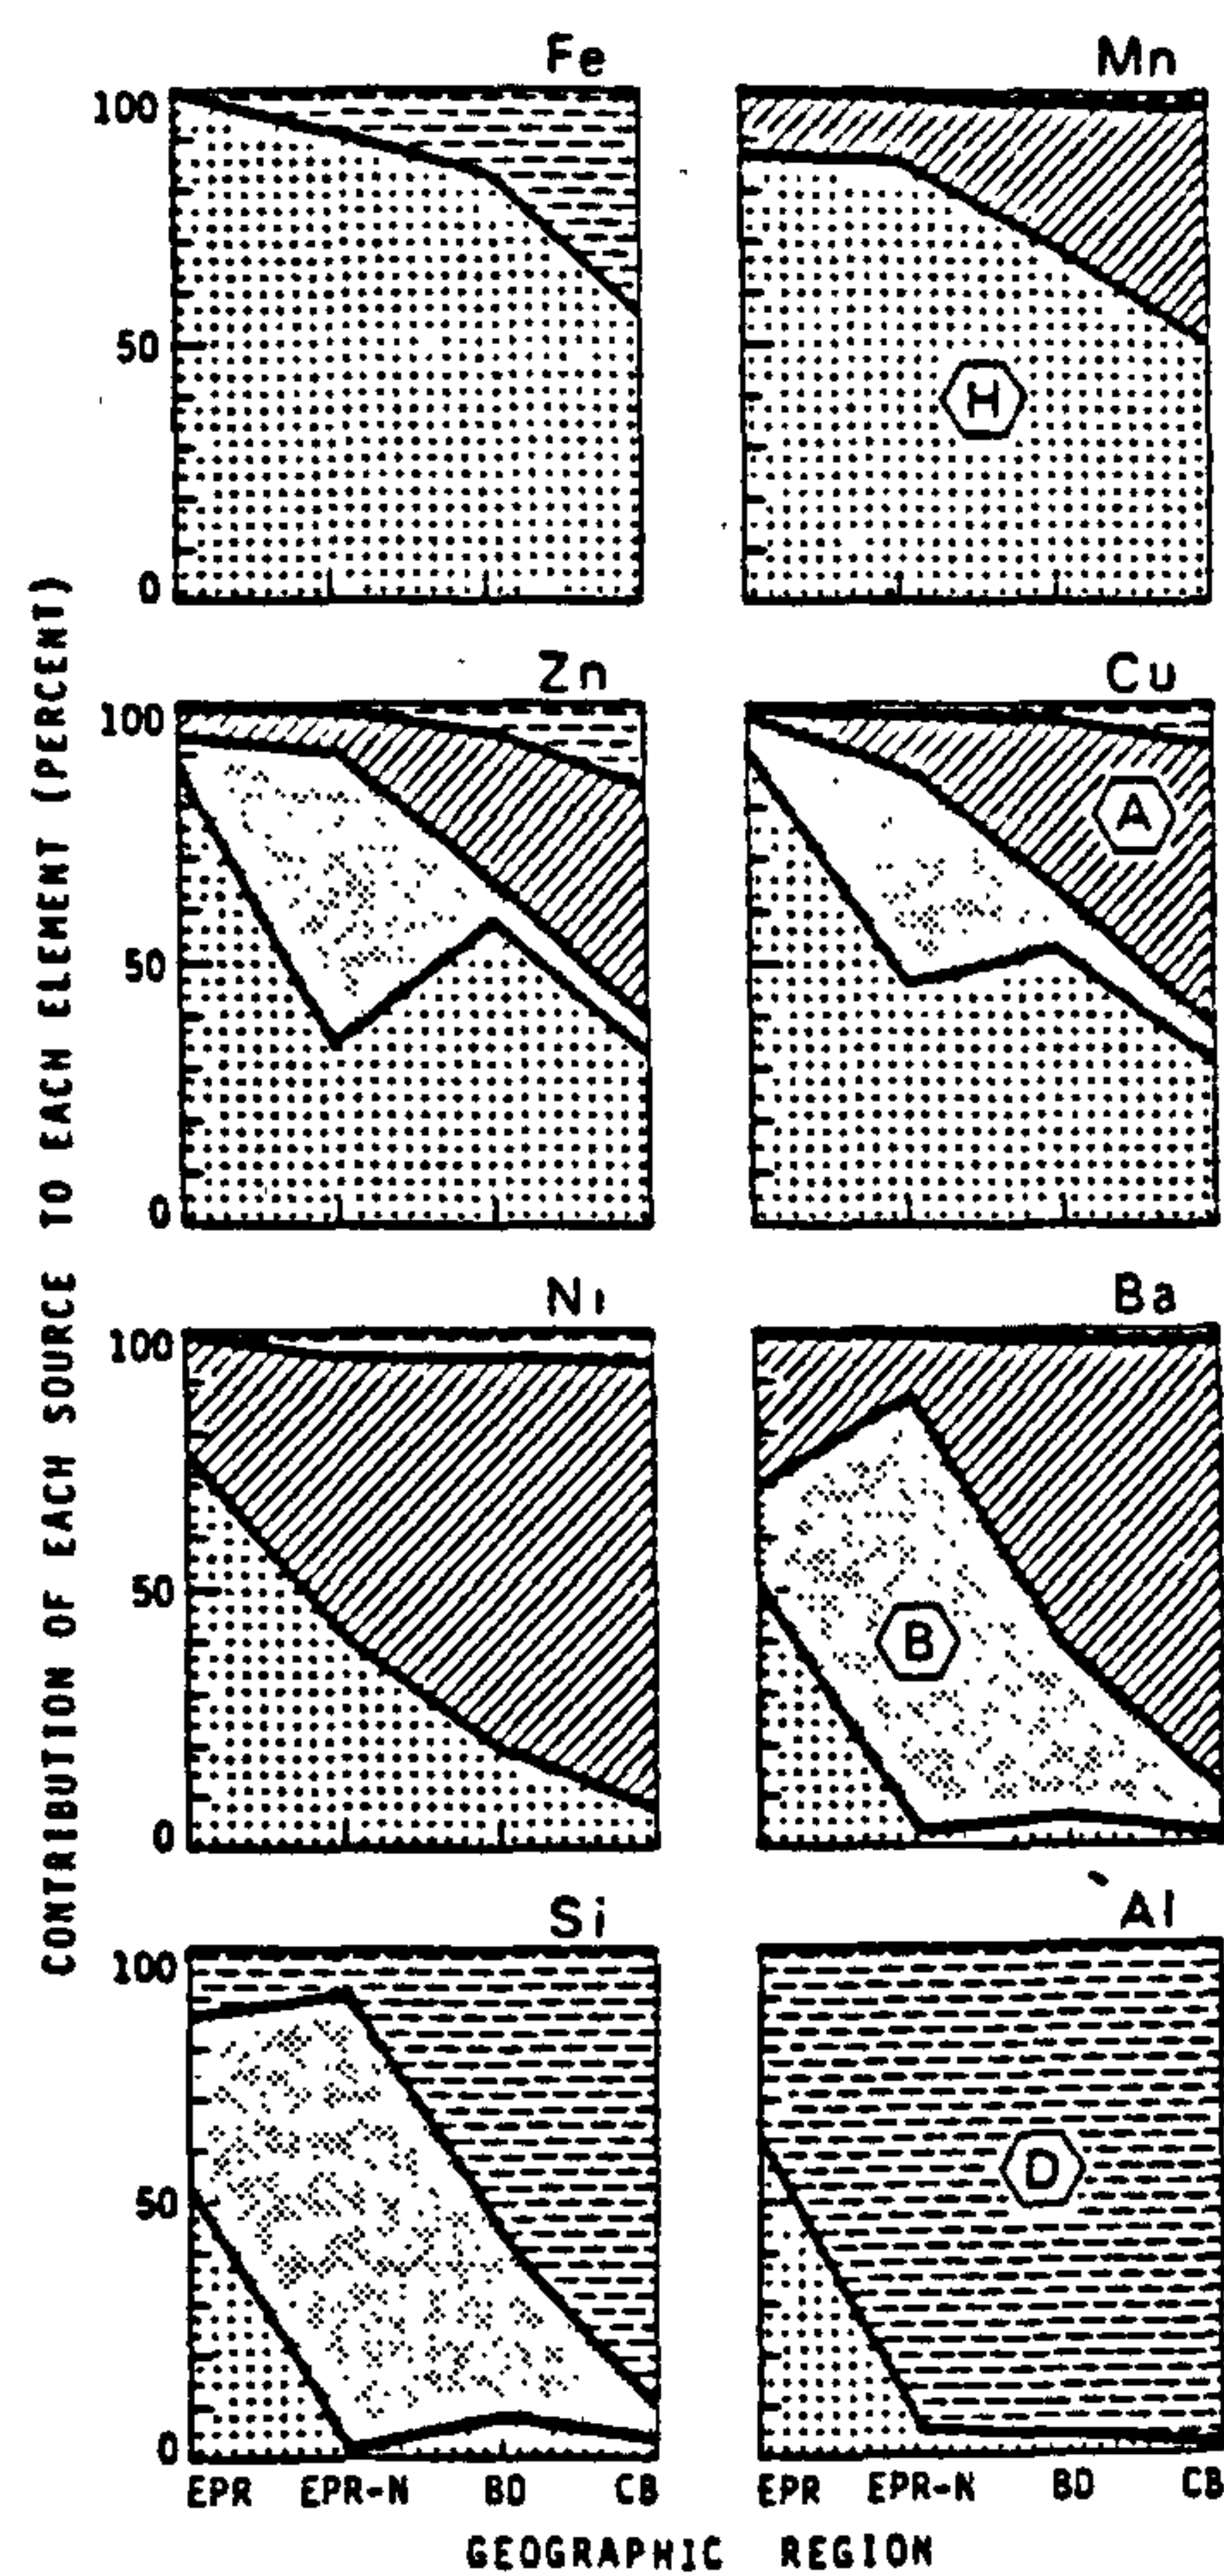 CONTRIBUTION OF EACH SOURCE TO EACH ELEMENT (PERCENT)
Fe
Mn
100
50
0
H
Zn
Cu
100
50
0
A
Ni
Ba
100
50
0
B
Si
Al
100
50
0
D
EPR EPR-N BD CB
EPR EPR-N BD CB
GEOGRAPHIC REGION